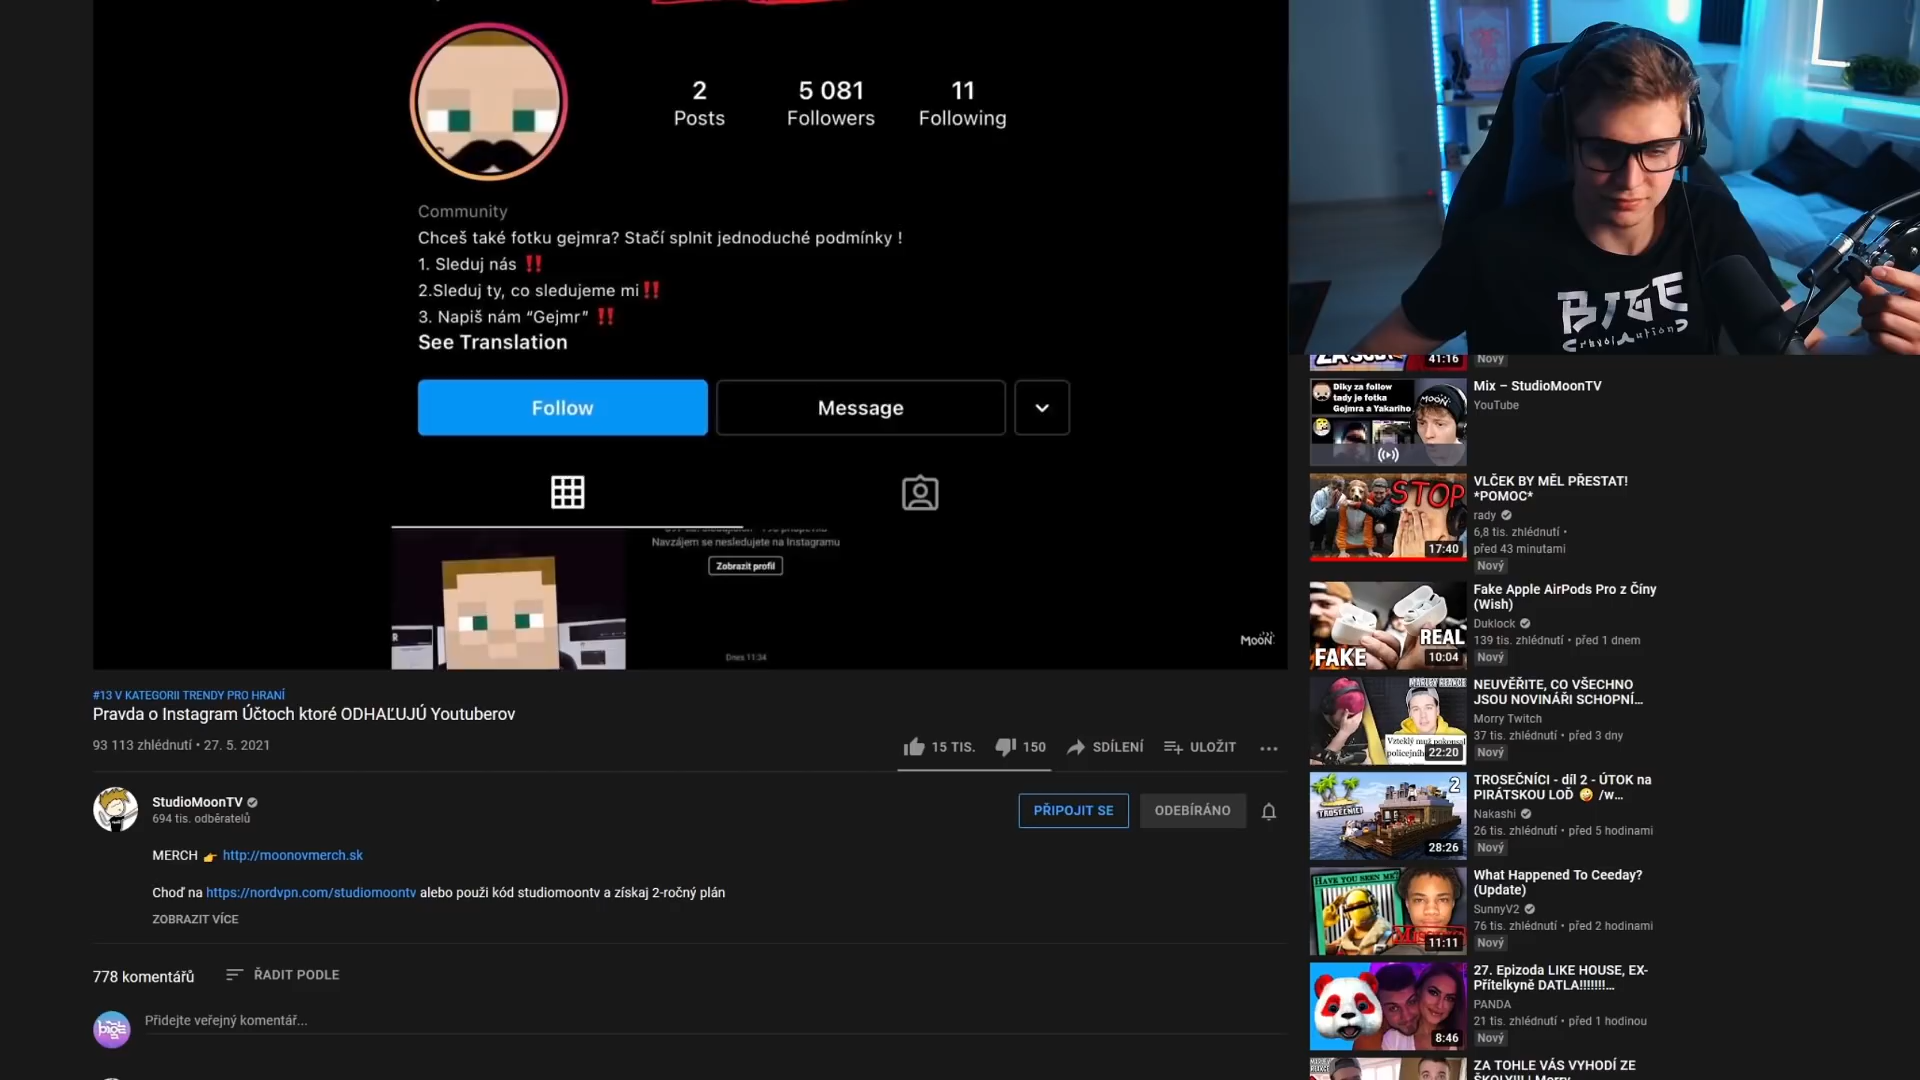 2
Posts
5 081
Followers
11
Following
Community
Chceš také fotku gejmra? Stačí splnit jednoduché podmínky !
1. Sleduj nás ‼️
2.Sleduj ty, co sledujeme mi‼️
3. Napiš nám “Gejmr” ‼️
See Translation
Follow
Message
Navzájem se nesledujete na Instagramu
Zobrazit profil
Dnes 11:34
MOON
#13 V KATEGORII TRENDY PRO HRANÍ
Pravda o Instagram Účtoch ktoré ODHAĽUJÚ Youtuberov
93 113 zhlédnutí • 27. 5. 2021
15 TIS.
150
SDÍLENÍ
ULOŽIT
StudioMoonTV
694 tis. odběratelů
PŘIPOJIT SE
ODEBÍRÁNO
MERCH 👉 http://moonovmerch.sk
Choď na https://nordvpn.com/studiomoontv alebo použi kód studiomoontv a získaj 2-ročný plán
ZOBRAZIT VÍCE
778 komentářů
ŘADIT PODLE
Přidejte veřejný komentář...
BIGE
41:16
Nový
Díky za follow
tady je fotka
Gejmra a Yakariho
MOON
Mix – StudioMoonTV
YouTube
STOP
17:40
VLČEK BY MĚL PŘESTAT!
*POMOC*
rady
6,8 tis. zhlédnutí •
před 43 minutami
Nový
REAL
FAKE
10:04
Fake Apple AirPods Pro z Číny
(Wish)
Duklock
139 tis. zhlédnutí • před 1 dnem
Nový
MARLEY REAKCE
Vzteklý muž pokousal
policejního
22:20
NEUVĚŘITE, CO VŠECHNO
JSOU NOVINÁŘI SCHOPNÍ...
Morry Twitch
37 tis. zhlédnutí • před 3 dny
Nový
2
TROSEČNÍCI
28:26
TROSEČNÍCI - díl 2 - ÚTOK na
PIRÁTSKOU LOĎ 🤪 /w...
Nakashi
26 tis. zhlédnutí • před 5 hodinami
Nový
HAVE YOU SEEN ME?
11:11
What Happened To Ceeday?
(Update)
SunnyV2
76 tis. zhlédnutí • před 2 hodinami
Nový
8:46
27. Epizoda LIKE HOUSE, EX-
Přítelkyně DATLA!!!!!!!...
PANDA
21 tis. zhlédnutí • před 1 hodinou
Nový
ZA TOHLE VÁS VYHODÍ ZE